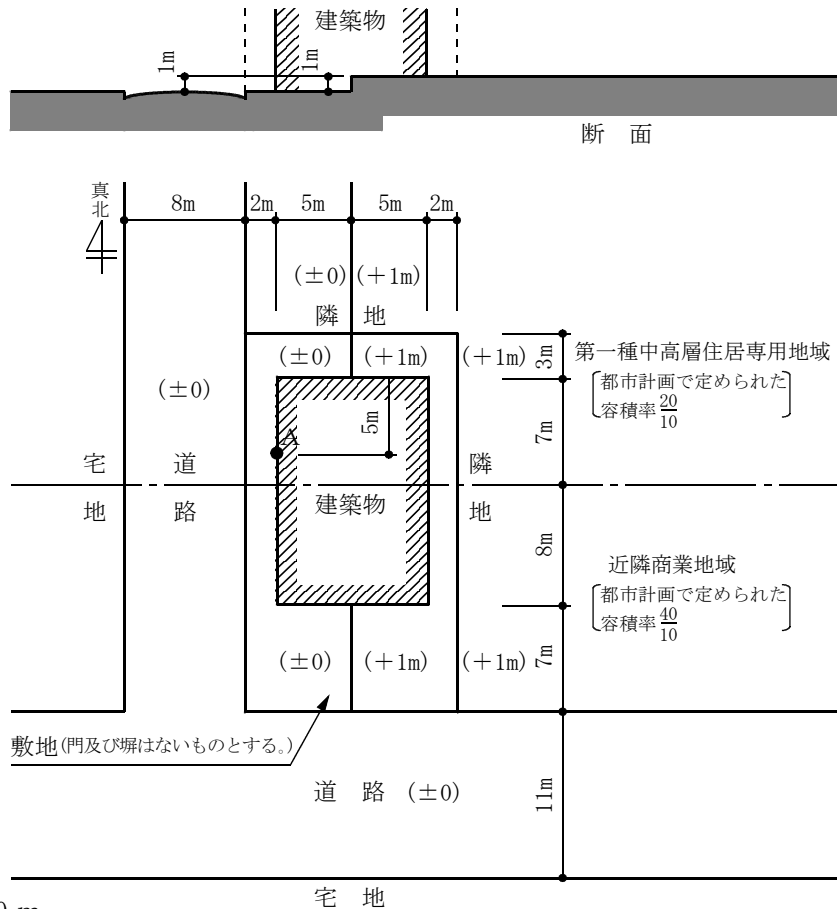 建築物
1m
1m
断 面
真北
8m
2m
5m
5m
2m
(±0)
(＋1m)
隣 地
(±0)
(＋1m)
(＋1m)
3m
第一種中高層住居専用地域
都市計画で定められた
容積率 20/10
(±0)
5m
7m
A
宅地
道路
建築物
隣地
8m
近隣商業地域
都市計画で定められた
容積率 40/10
(±0)
(＋1m)
(＋1m)
7m
敷地(門及び塀はないものとする。)
道 路 (±0)
11m
宅 地
m